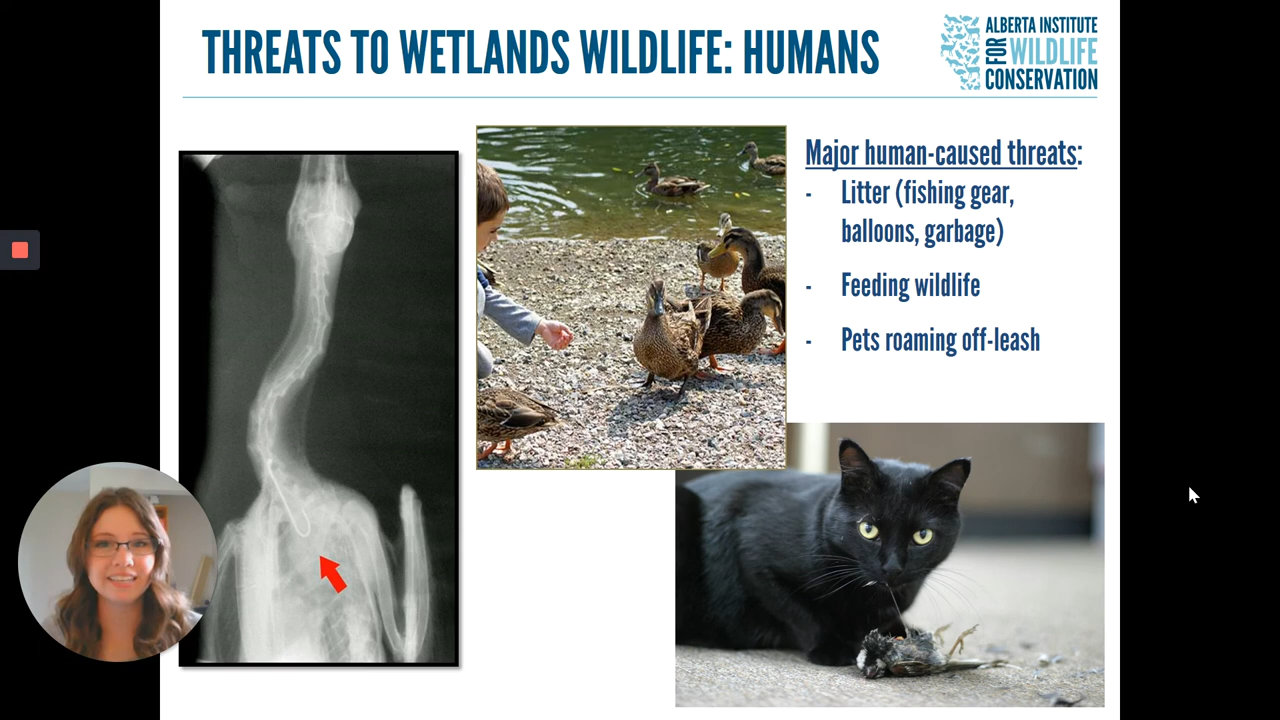 THREATS TO WETLANDS WILDLIFE: HUMANS
ALBERTA INSTITUTE
FOR WILDLIFE
CONSERVATION
Major human-caused threats:
- Litter (fishing gear,
balloons, garbage)
- Feeding wildlife
- Pets roaming off-leash